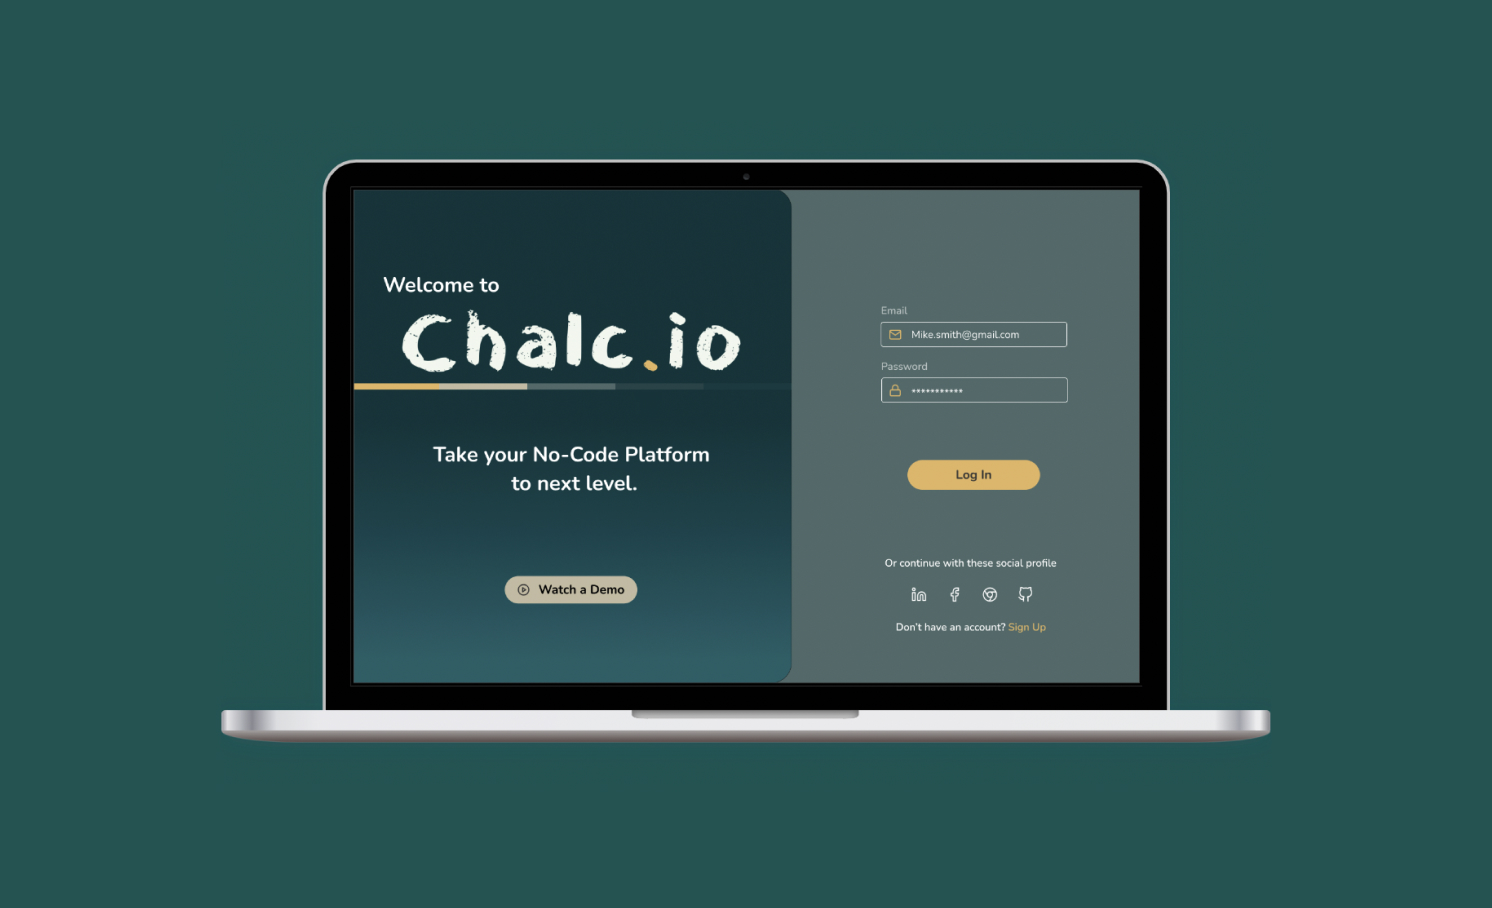 Welcome to
Chalc.io
Take your No-Code Platform
to next level.
Watch a Demo
Email
Mike.smith@gmail.com
Password
***********
Log In
Or continue with these social profile
in f
Don't have an account? Sign Up